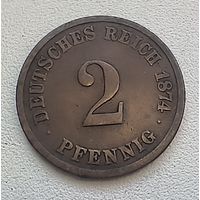 DEUTSCHES REICH 1874
2
PFENNIG